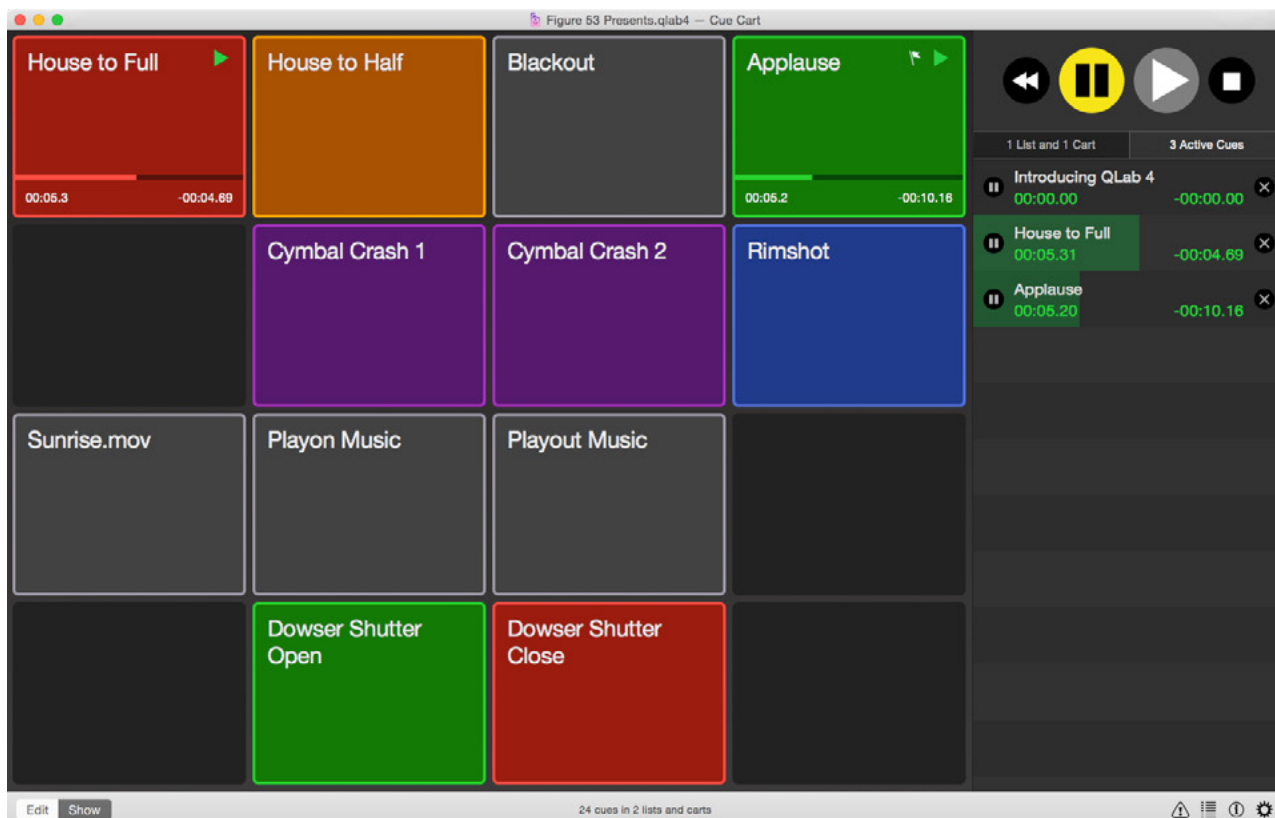 Figure 53 Presents.qlab4 — Cue Cart
House to Full
00:05.3 -00:04.69
House to Half
Blackout
Applause
00:05.2 -00:10.16
Cymbal Crash 1
Cymbal Crash 2
Rimshot
Sunrise.mov
Playon Music
Playout Music
Dowser Shutter
Open
Dowser Shutter
Close
1 List and 1 Cart
3 Active Cues
Introducing QLab 4
00:00.00 -00:00.00
House to Full
00:05.31 -00:04.69
Applause
00:05.20 -00:10.16
Edit Show
24 cues in 2 lists and carts